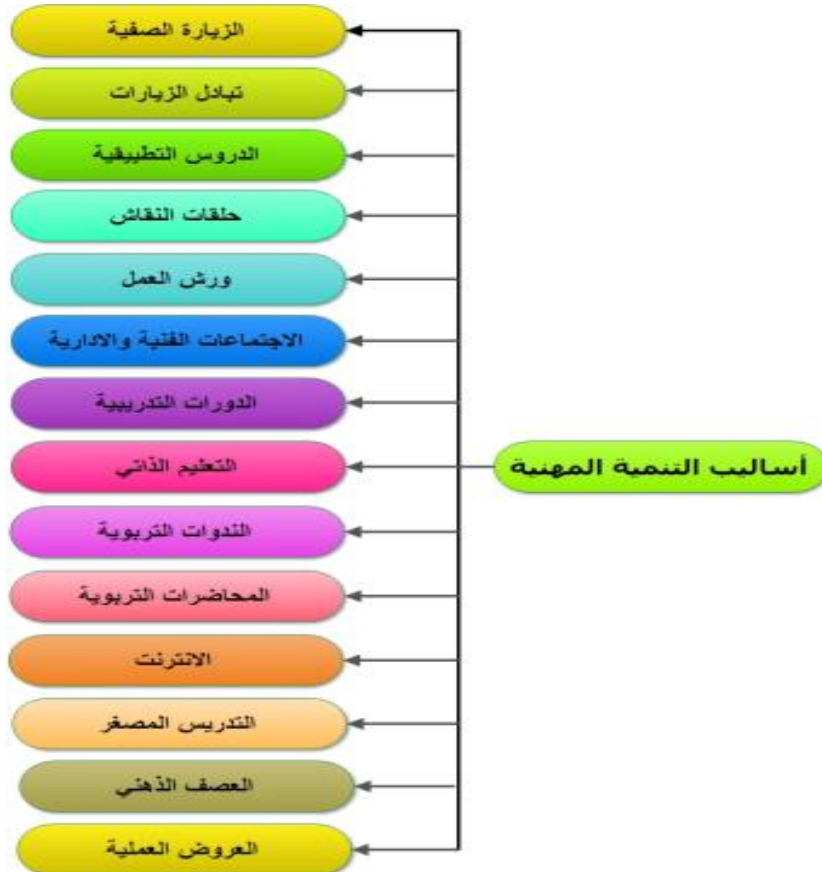 الزيارة الصفية
تبادل الزيارات
الدروس التطبيقية
حلقات النقاش
ورش العمل
الاجتماعات الفنية والادارية
الدورات التدريبية
التعليم الذاتي
أساليب التنمية المهنية
الندوات التربوية
المحاضرات التربوية
الانترنت
التدريس المصغر
العصف الذهني
العروض العملية